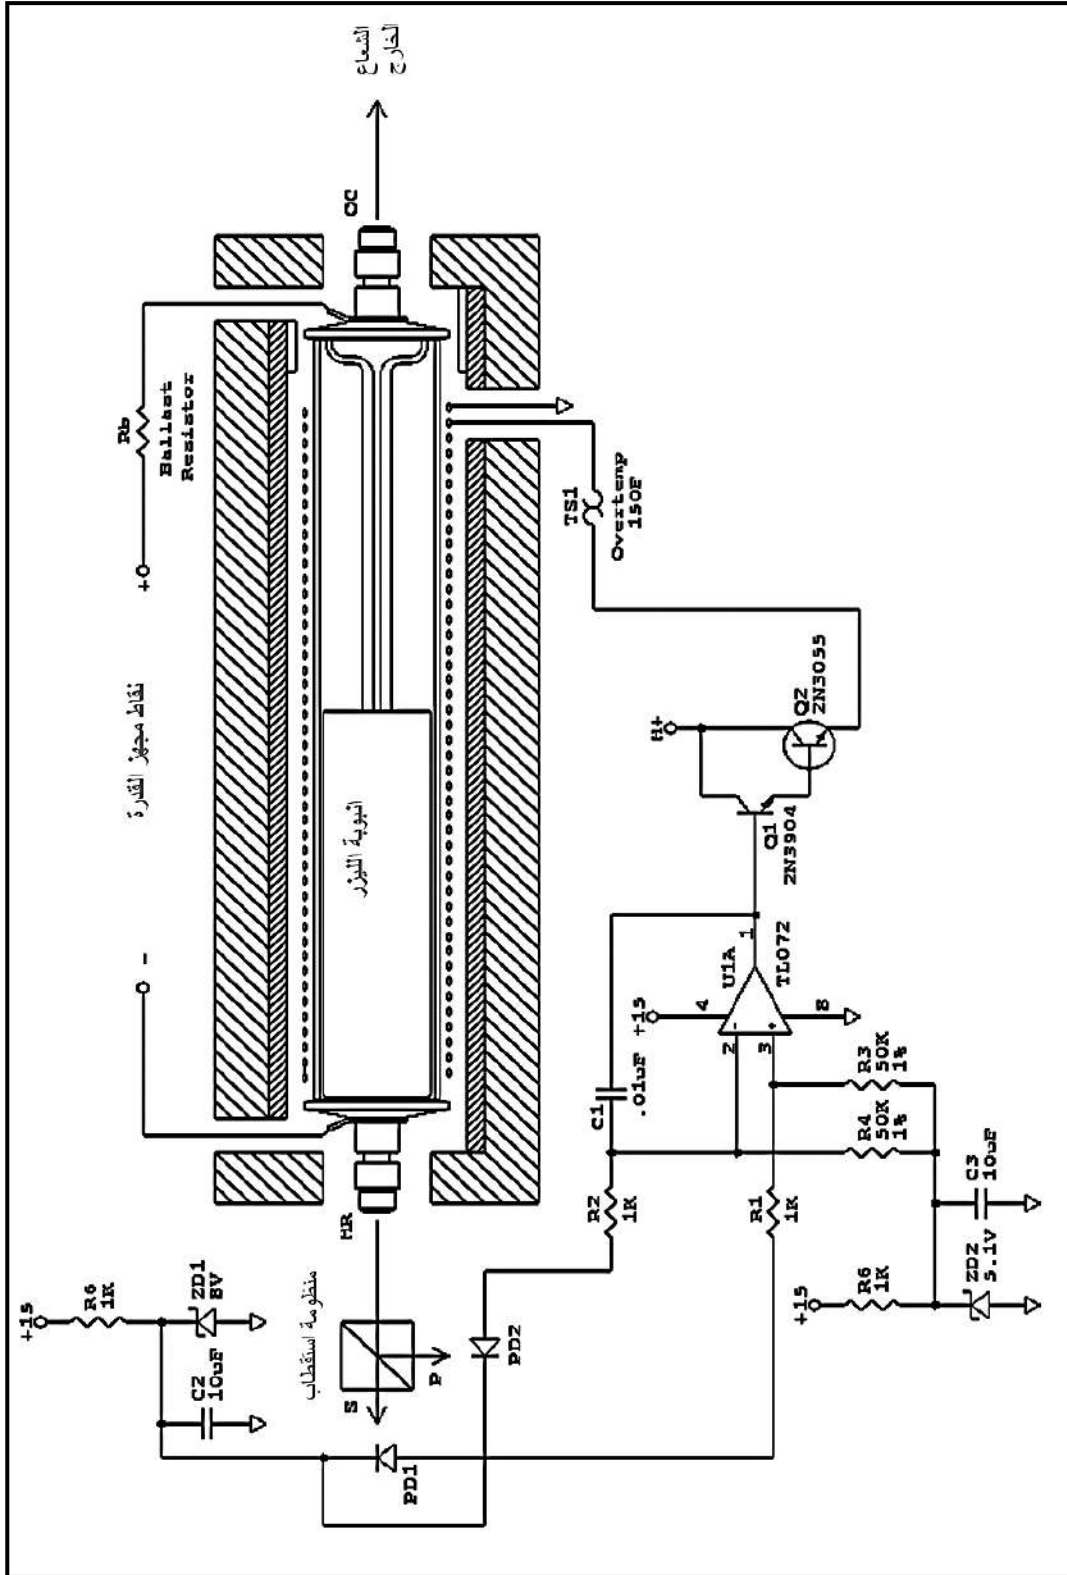 +15
R6
1K
ZD1
8V
C2
10uF
Rb
Ballast
Resistor
+
نقاط مجهز القدرة
-
منظومة استقطاب
S
P
PD1
PD2
HR
انبوبة الليزر
OC
الشعاع
الخارج
TS1
Overtemp
150F
R2
1K
C1
.01uF
+15
4
U1A
2
-
3
+
1
8
TL072
H+
Q1
2N3904
Q2
2N3055
R1
1K
R4
50K
1%
R3
50K
1%
+15
R6
1K
ZD2
5.1V
C3
10uF